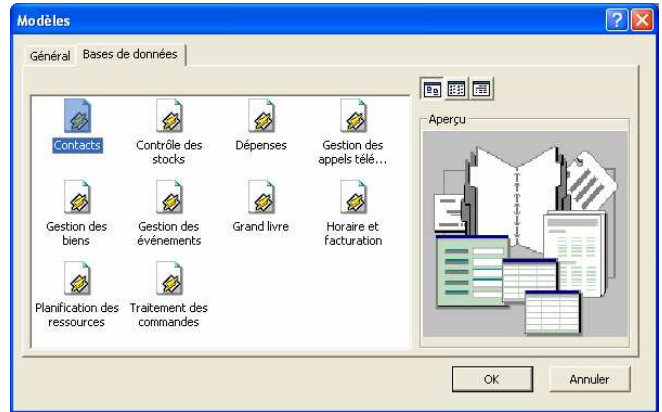 Modèles
Général Bases de données
Aperçu
Contacts
Contrôle des
stocks
Dépenses
Gestion des
appels télé...
Gestion des
biens
Gestion des
événements
Grand livre
Horaire et
facturation
Planification des
ressources
Traitement des
commandes
OK Annuler